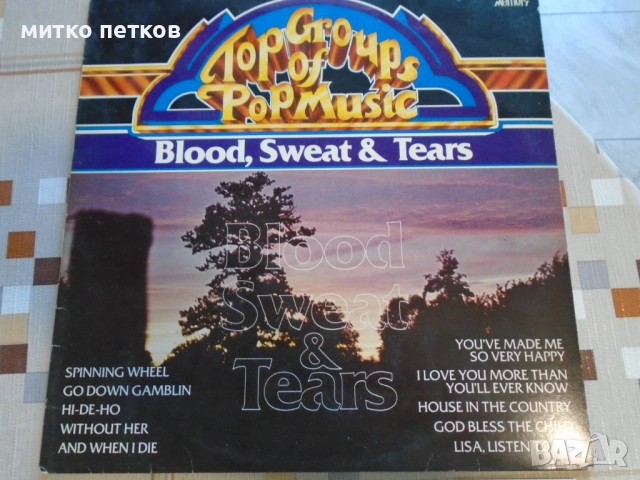 митко петков
Memory
Top Groups
of
Pop Music
Blood, Sweat & Tears
Blood
Sweat
&
Tears
SPINNING WHEEL
GO DOWN GAMBLIN
HI-DE-HO
WITHOUT HER
AND WHEN I DIE
YOU'VE MADE ME
SO VERY HAPPY
I LOVE YOU MORE THAN
YOU'LL EVER KNOW
HOUSE IN THE COUNTRY
GOD BLESS THE CHILD
LISA, LISTEN
BAZAR